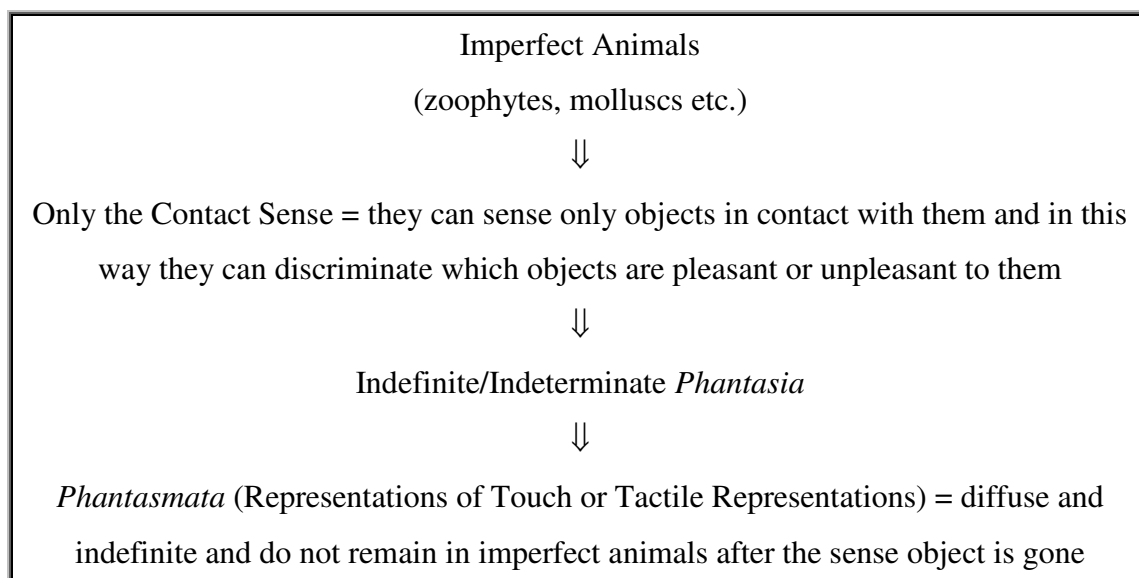 Imperfect Animals
(zoophytes, molluscs etc.)
⇓
Only the Contact Sense = they can sense only objects in contact with them and in this
way they can discriminate which objects are pleasant or unpleasant to them
⇓
Indefinite/Indeterminate Phantasia
⇓
Phantasmata (Representations of Touch or Tactile Representations) = diffuse and
indefinite and do not remain in imperfect animals after the sense object is gone